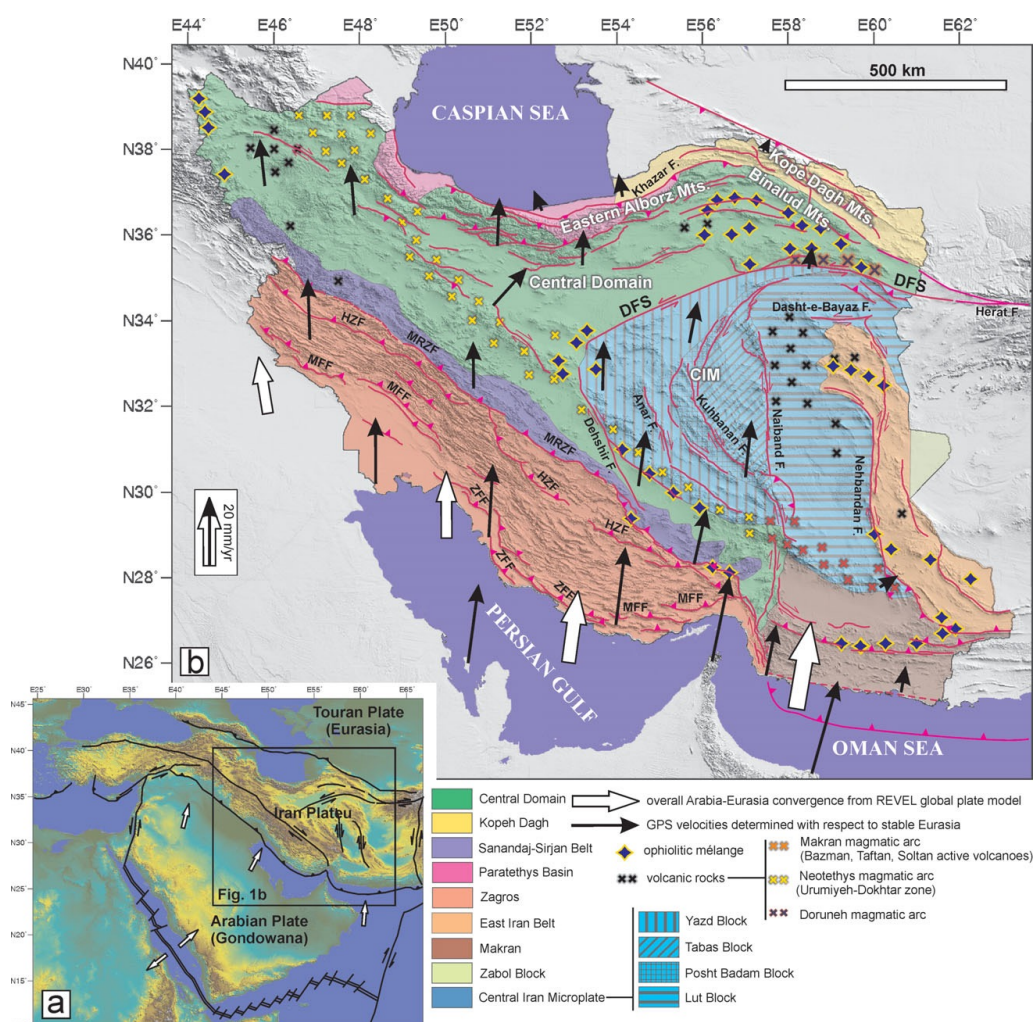 E44° E46° E48° E50° E52° E54° E56° E58° E60° E62°
N40°
N38°
N36°
N34°
N32°
N30°
N28°
N26°
500 km
CASPIAN SEA
Khazar F.
Kope Dagh Mts.
Eastern Alborz Mts.
Binalud Mts.
Central Domain
DFS
DFS
Herat F.
Dasht-e-Bayaz F.
HZF
MFF
MRZF
MFF
CIM
Anar F.
Kuhbanan F.
Naiband F.
MRZF
Dehshir F.
Nehbandan F.
ZFF
HZF
20 mm/yr
HZF
ZFF
ZFF
MFF
MFF
PERSIAN GULF
OMAN SEA
b
E25° E30° E35° E40° E45° E50° E55° E60° E65°
N45°
N40°
N35°
N30°
N25°
N20°
N15°
Touran Plate
(Eurasia)
Iran Plateu
Fig. 1b
Arabian Plate
(Gondowana)
a
Central Domain
Kopeh Dagh
Sanandaj-Sirjan Belt
Paratethys Basin
Zagros
East Iran Belt
Makran
Zabol Block
Central Iran Microplate
overall Arabia-Eurasia convergence from REVEL global plate model
GPS velocities determined with respect to stable Eurasia
ophiolitic mélange
volcanic rocks
Makran magmatic arc
(Bazman, Taftan, Soltan active volcanoes)
Neotethys magmatic arc
(Urumiyeh-Dokhtar zone)
Doruneh magmatic arc
Yazd Block
Tabas Block
Posht Badam Block
Lut Block